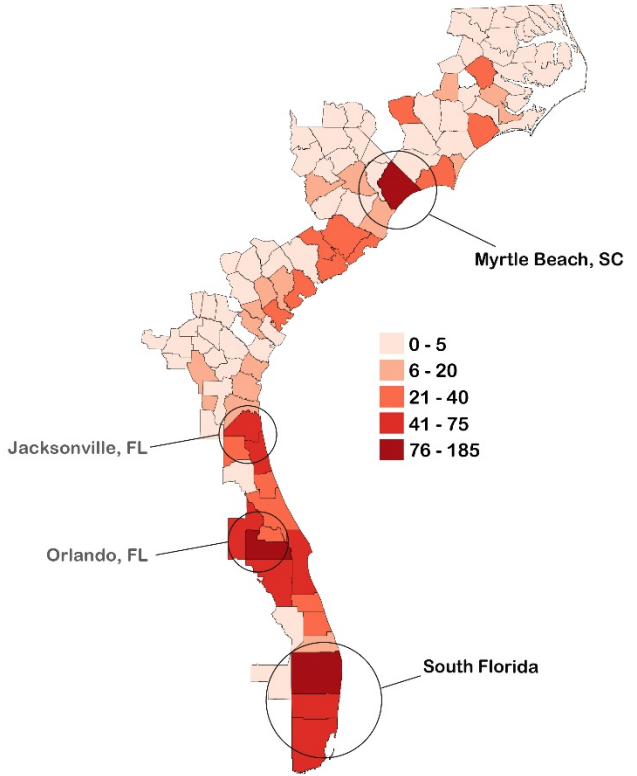 Myrtle Beach, SC
0 - 5
6 - 20
21 - 40
41 - 75
76 - 185
Jacksonville, FL
Orlando, FL
South Florida